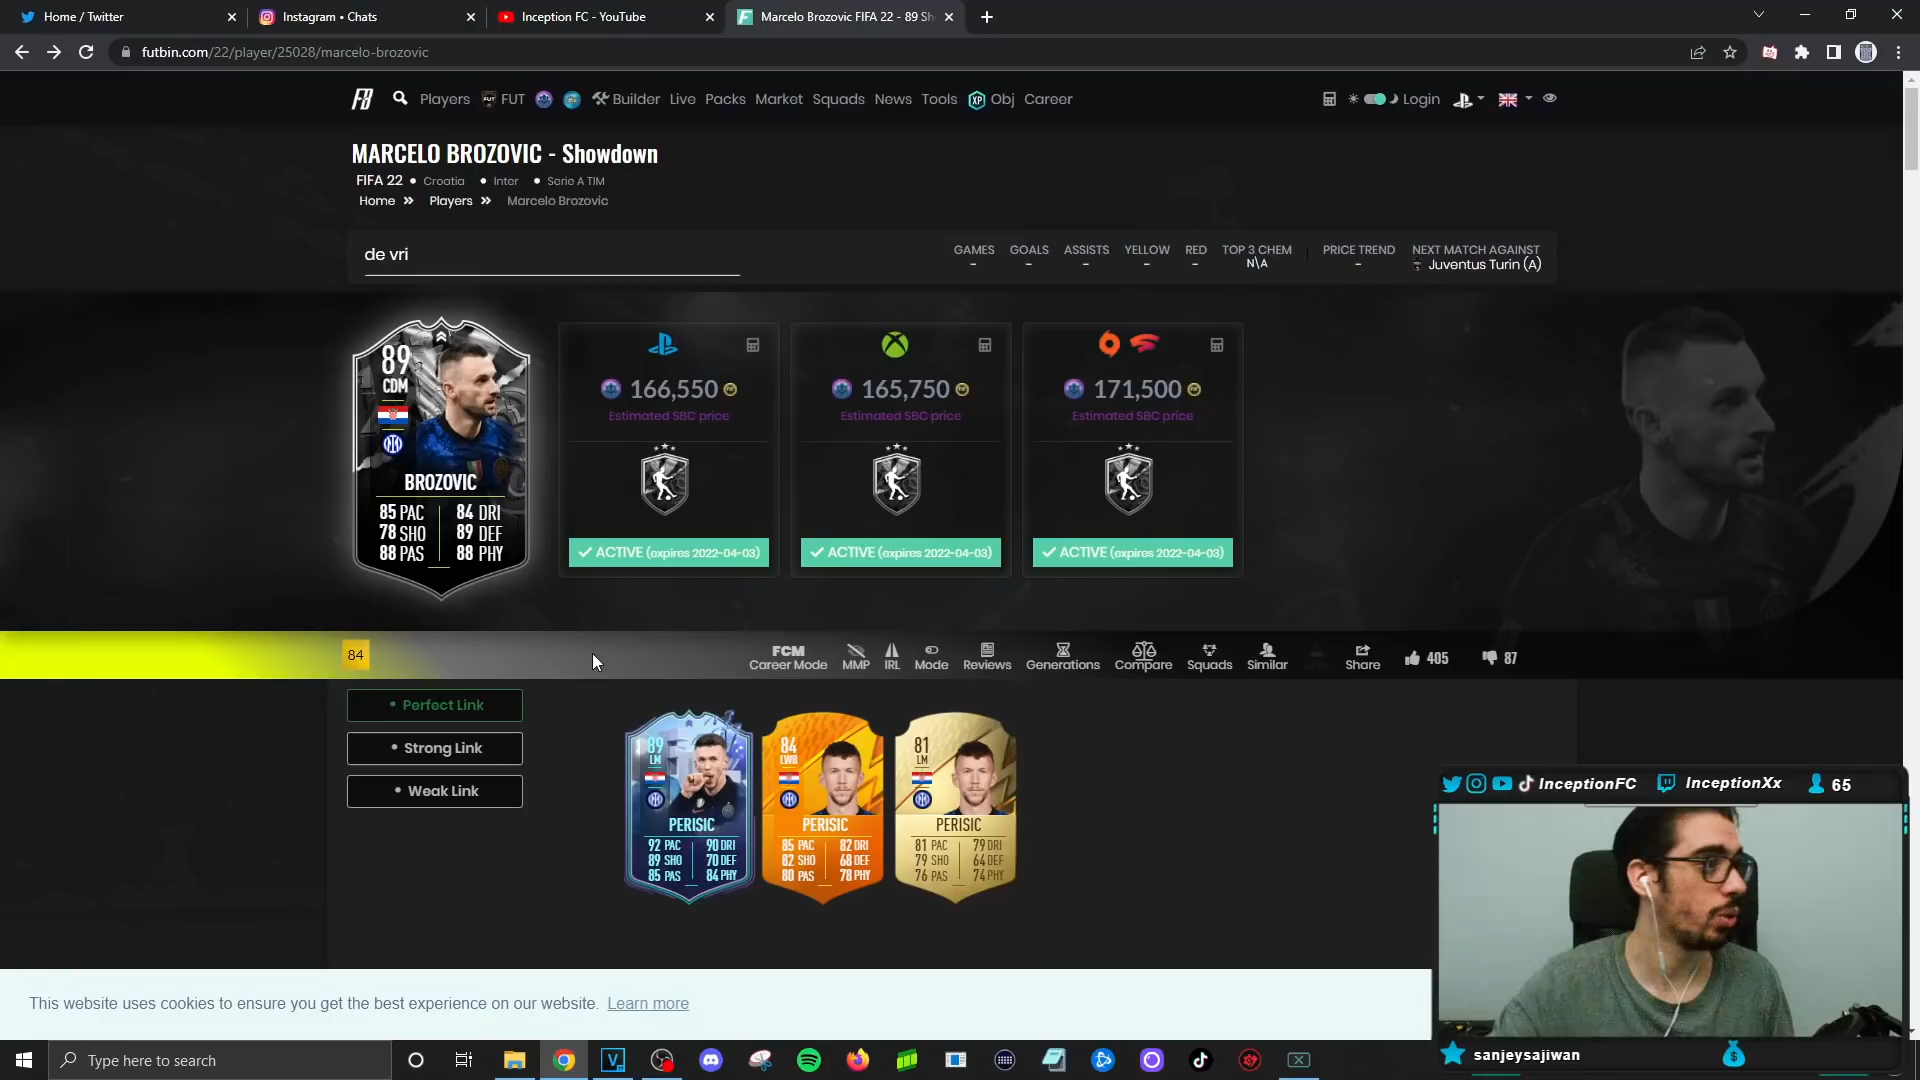 Home / Twitter
Instagram • Chats
Inception FC - YouTube
Marcelo Brozovic FIFA 22 - 89 Sh
futbin.com/22/player/25028/marcelo-brozovic
Players FUT Builder Live Packs Market Squads News Tools XP Obj Career
Login
MARCELO BROZOVIC - Showdown
FIFA 22 • Croatia • Inter • Serie A TIM
Home » Players » Marcelo Brozovic
de vri
GAMES GOALS ASSISTS YELLOW RED TOP 3 CHEM PRICE TREND NEXT MATCH AGAINST
- - - - - N\A - Juventus Turin (A)
89
CDM
BROZOVIC
85 PAC 84 DRI
78 SHO 89 DEF
88 PAS 88 PHY
166,550
Estimated SBC price
ACTIVE (expires 2022-04-03)
165,750
Estimated SBC price
ACTIVE (expires 2022-04-03)
171,500
Estimated SBC price
ACTIVE (expires 2022-04-03)
84
FCM
Career Mode MMP IRL Mode Reviews Generations Compare Squads Similar Share 405 87
• Perfect Link
• Strong Link
• Weak Link
89
LM
PERISIC
92 PAC 90 DRI
89 SHO 70 DEF
85 PAS 84 PHY
84
LWB
PERISIC
85 PAC 82 DRI
82 SHO 68 DEF
80 PAS 78 PHY
81
LM
PERISIC
81 PAC 79 DRI
79 SHO 64 DEF
76 PAS 74 PHY
InceptionFC InceptionXx 65
This website uses cookies to ensure you get the best experience on our website. Learn more
sanjeysajiwan
Type here to search